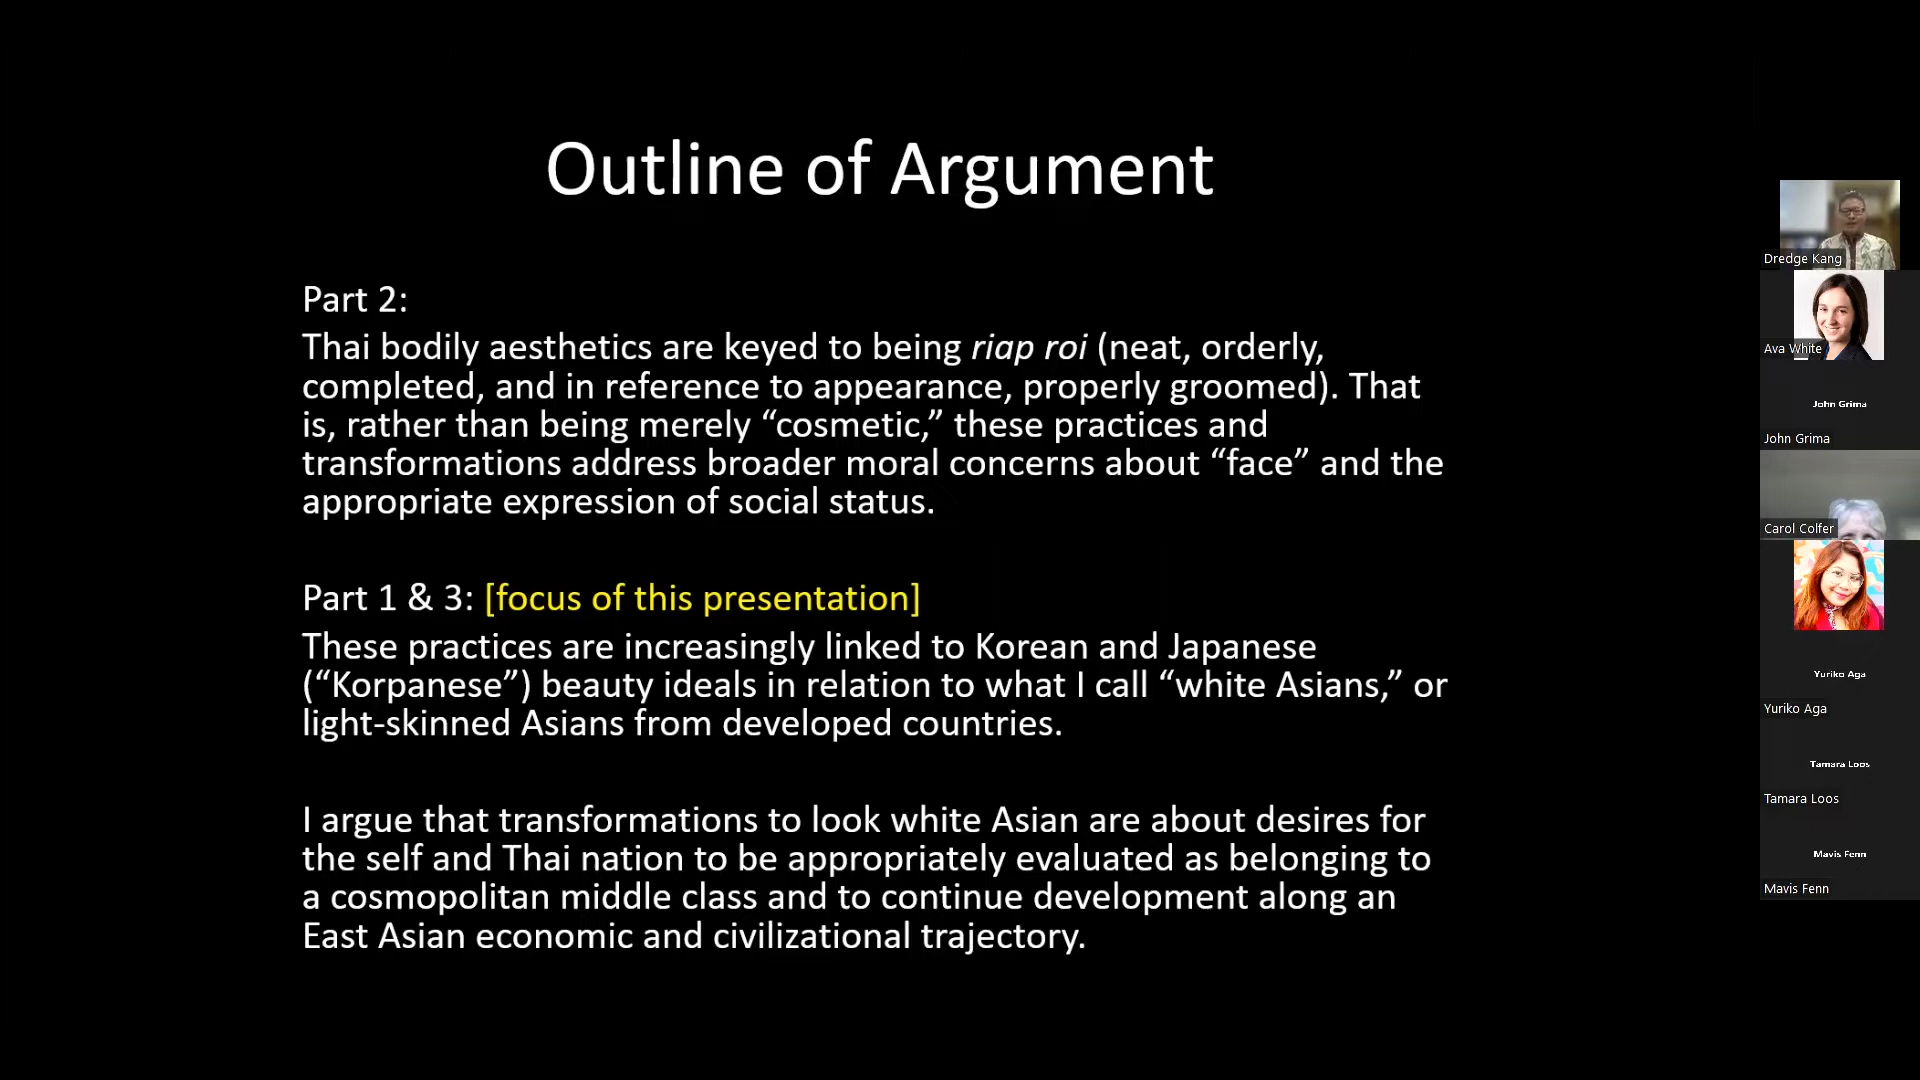 Outline of Argument
Part 2:
Thai bodily aesthetics are keyed to being riap roi (neat, orderly,
completed, and in reference to appearance, properly groomed). That
is, rather than being merely “cosmetic,” these practices and
transformations address broader moral concerns about “face” and the
appropriate expression of social status.
Part 1 & 3: [focus of this presentation]
These practices are increasingly linked to Korean and Japanese
(“Korpanese”) beauty ideals in relation to what I call “white Asians,” or
light-skinned Asians from developed countries.
I argue that transformations to look white Asian are about desires for
the self and Thai nation to be appropriately evaluated as belonging to
a cosmopolitan middle class and to continue development along an
East Asian economic and civilizational trajectory.
Dredge Kang
Ava White
John Grima
John Grima
Carol Colfer
Yuriko Aga
Yuriko Aga
Tamara Loos
Tamara Loos
Mavis Fenn
Mavis Fenn